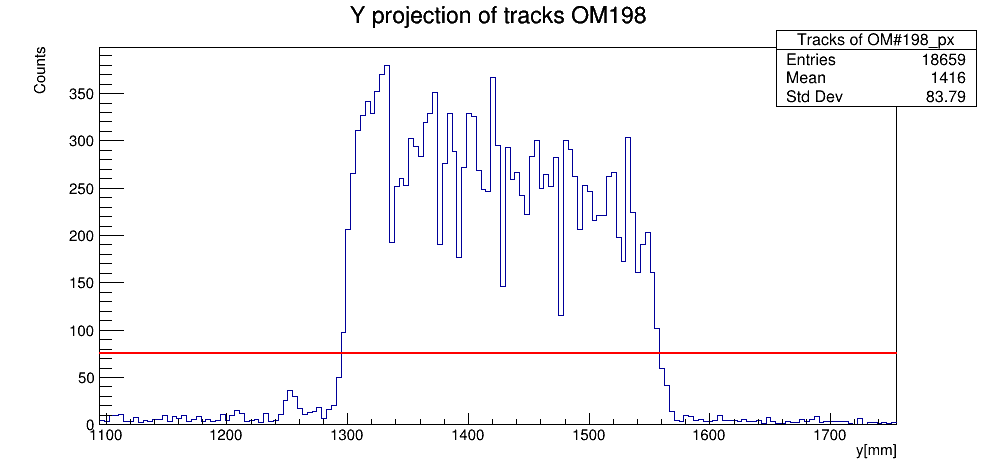 Y projection of tracks OM198
Tracks of OM#198_px
Entries 18659
Mean 1416
Std Dev 83.79
Counts
350
300
250
200
150
100
50
0
1100 1200 1300 1400 1500 1600 1700
y[mm]